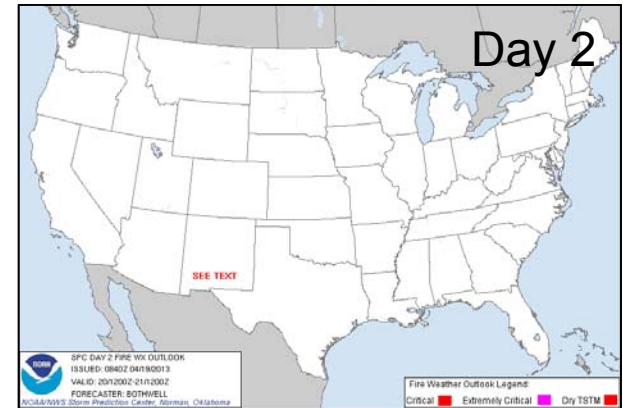 Day 2
SEE TEXT
SPC DAY 2 FIRE WX OUTLOOK
ISSUED: 0840Z 04/19/2013
VALID: 20/1200Z-21/1200Z
FORECASTER: BOTHWELL
NOAA/NWS Storm Prediction Center, Norman, Oklahoma
NOAA
Fire Weather Outlook Legend:
Critical Extremely Critical Dry TSTM